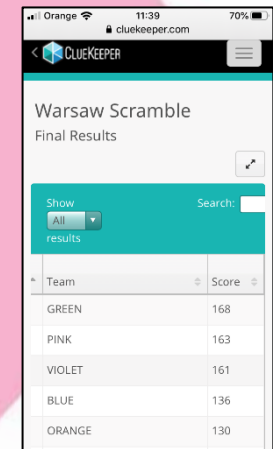 Orange 11:39 70%
cluekeeper.com
< CLUEKEEPER
Warsaw Scramble
Final Results
Show Search:
All
results
Team Score
GREEN 168
PINK 163
VIOLET 161
BLUE 136
ORANGE 130